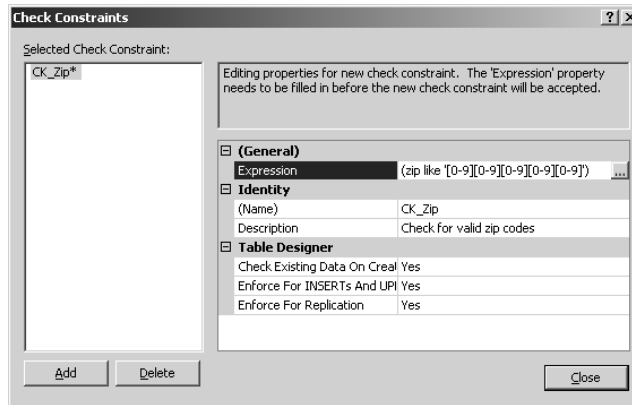 Check Constraints
Selected Check Constraint:
CK_Zip*
Editing properties for new check constraint. The 'Expression' property
needs to be filled in before the new check constraint will be accepted.
(General)
Expression (zip like '[0-9][0-9][0-9][0-9][0-9]') ...
Identity
(Name) CK_Zip
Description Check for valid zip codes
Table Designer
Check Existing Data On Creat Yes
Enforce For INSERTs And UPI Yes
Enforce For Replication Yes
Add Delete
Close